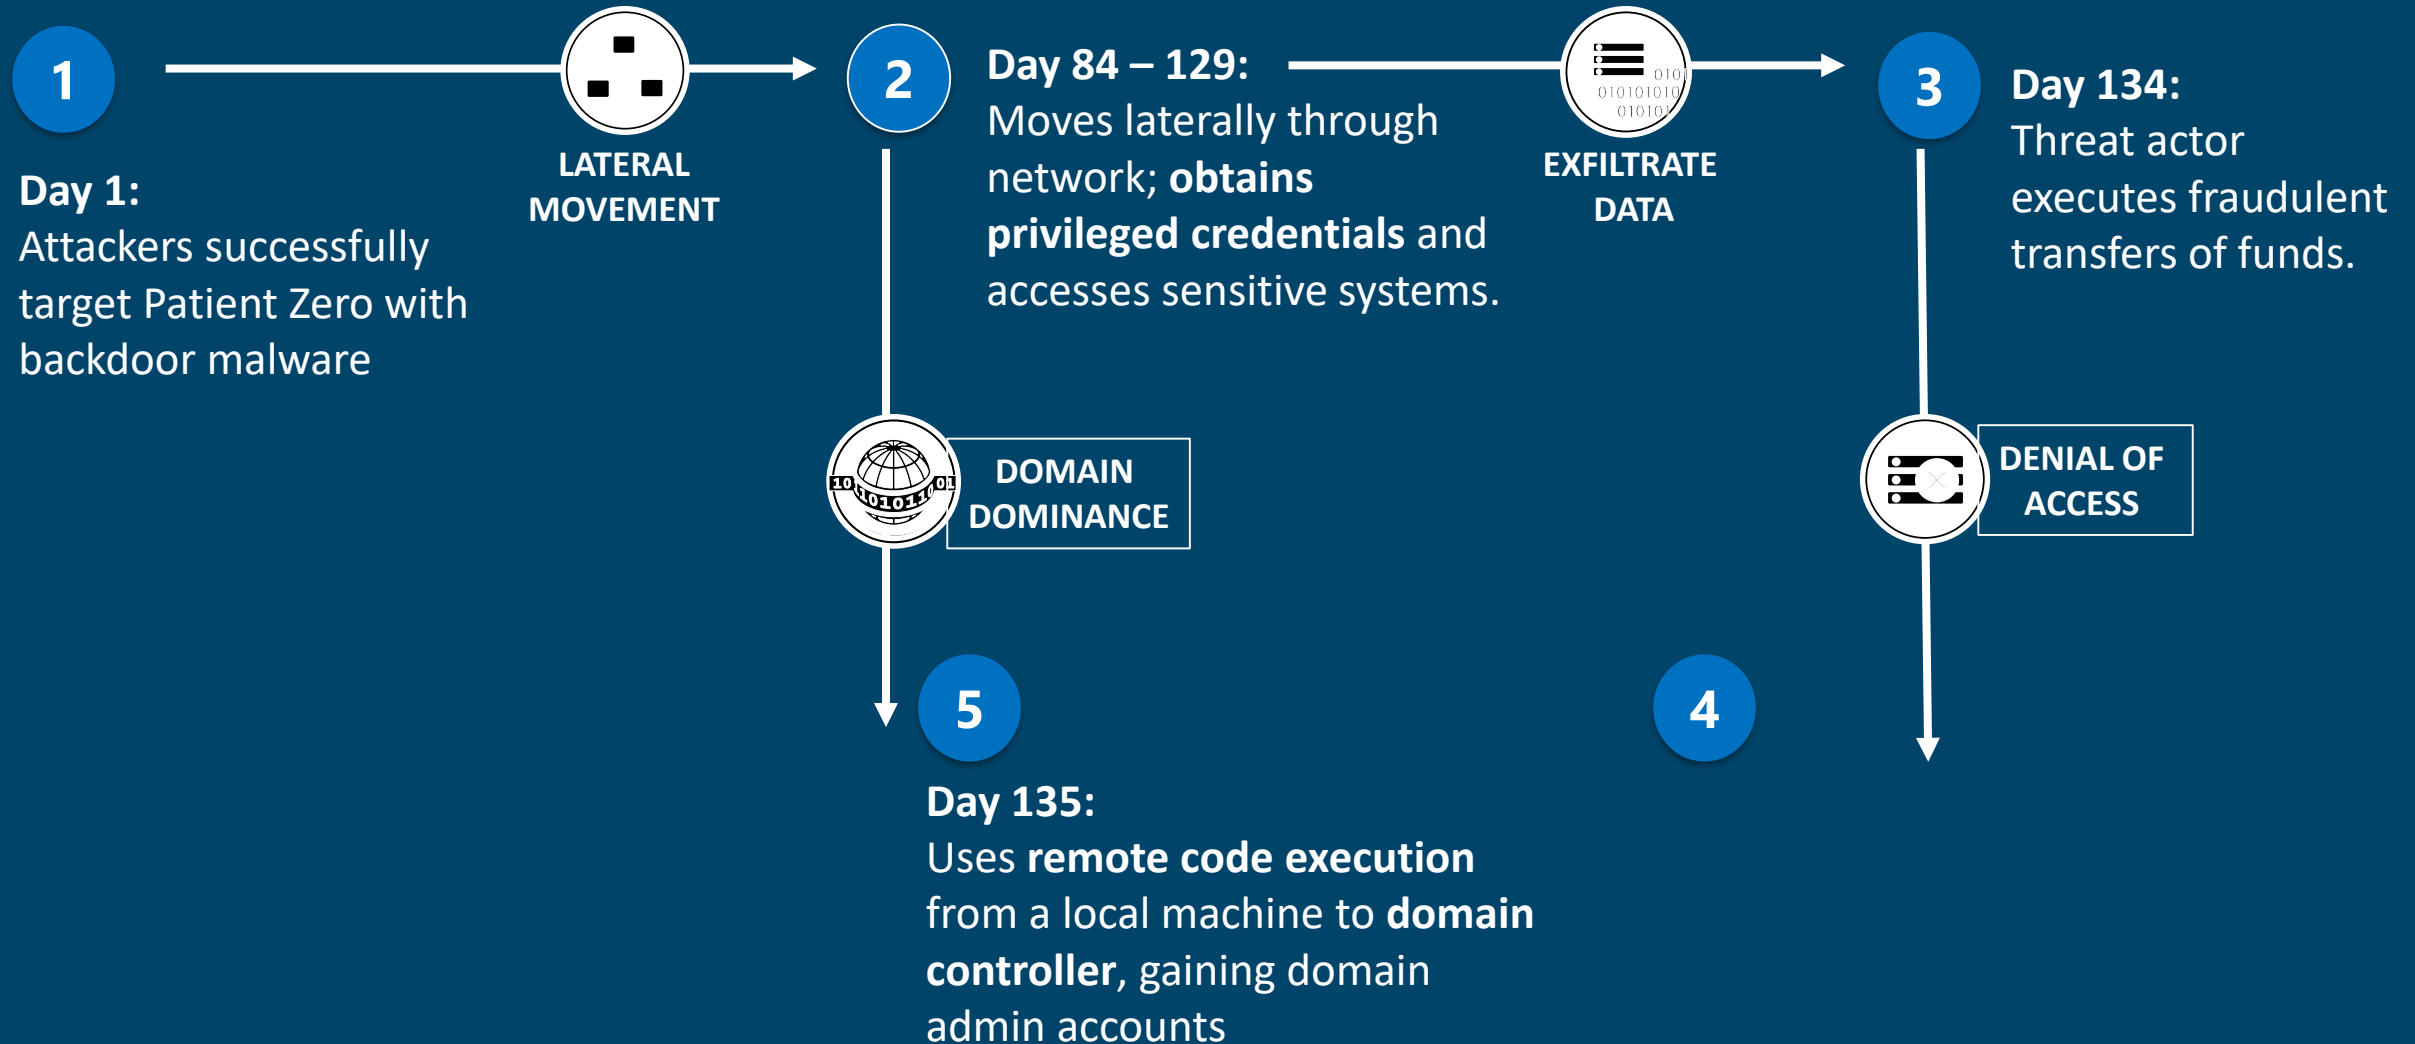 1
Day 1:
Attackers successfully
target Patient Zero with
backdoor malware
LATERAL
MOVEMENT
2
Day 84 – 129:
Moves laterally through
network; obtains
privileged credentials and
accesses sensitive systems.
0101
010101010
010101
EXFILTRATE
DATA
3
Day 134:
Threat actor
executes fraudulent
transfers of funds.
DOMAIN
DOMINANCE
DENIAL OF
ACCESS
5
Day 135:
Uses remote code execution
from a local machine to domain
controller, gaining domain
admin accounts
4